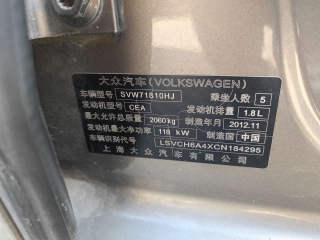 大众汽车(VOLKSWAGEN)
车辆型号 SVW71810HJ 乘坐人数 5
发动机型号 CEA 发动机排量 1.8 L
最大允许总质量 2060 kg 制造年月 2012.11
发动机最大净功率 118 kW 制造国 中国
车辆识别代号 LSVCH6A4XCN184295
上海大众汽车有限公司